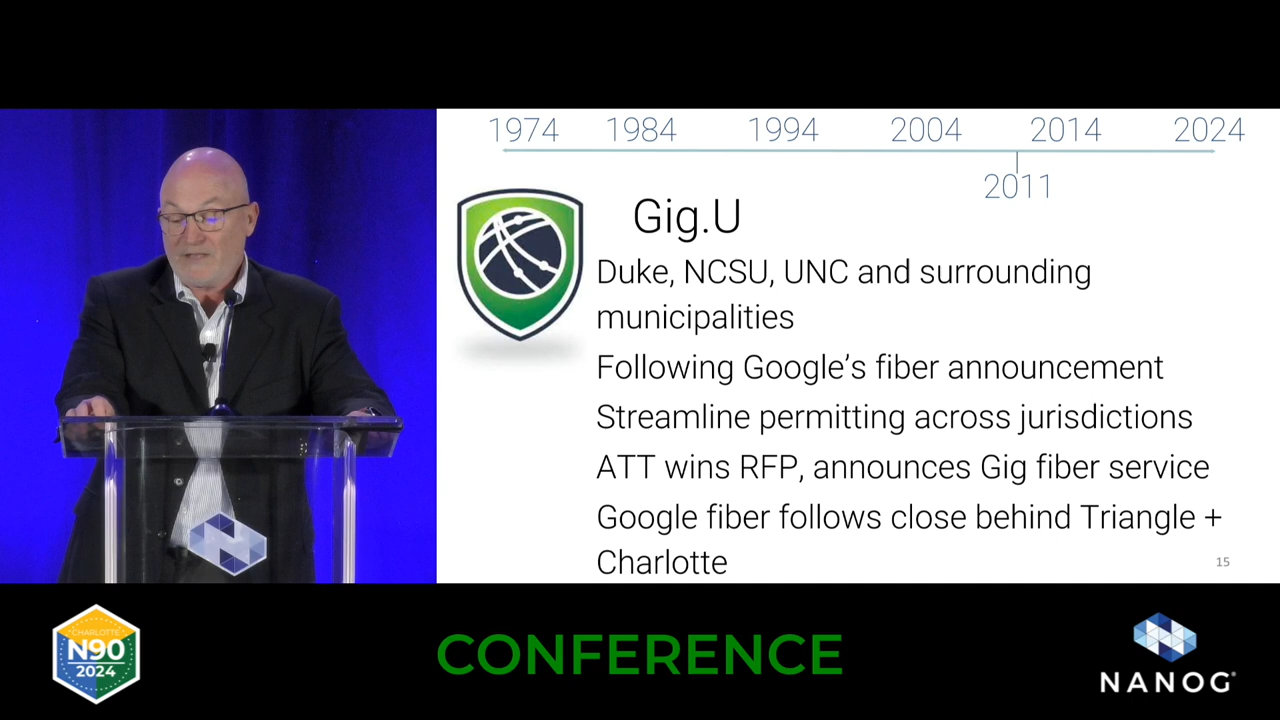 1974 1984 1994 2004 2014 2024
2011
Gig.U
Duke, NCSU, UNC and surrounding
municipalities
Following Google’s fiber announcement
Streamline permitting across jurisdictions
ATT wins RFP, announces Gig fiber service
Google fiber follows close behind Triangle +
Charlotte
15
CHARLOTTE
N90
2024
CONFERENCE
NANOG